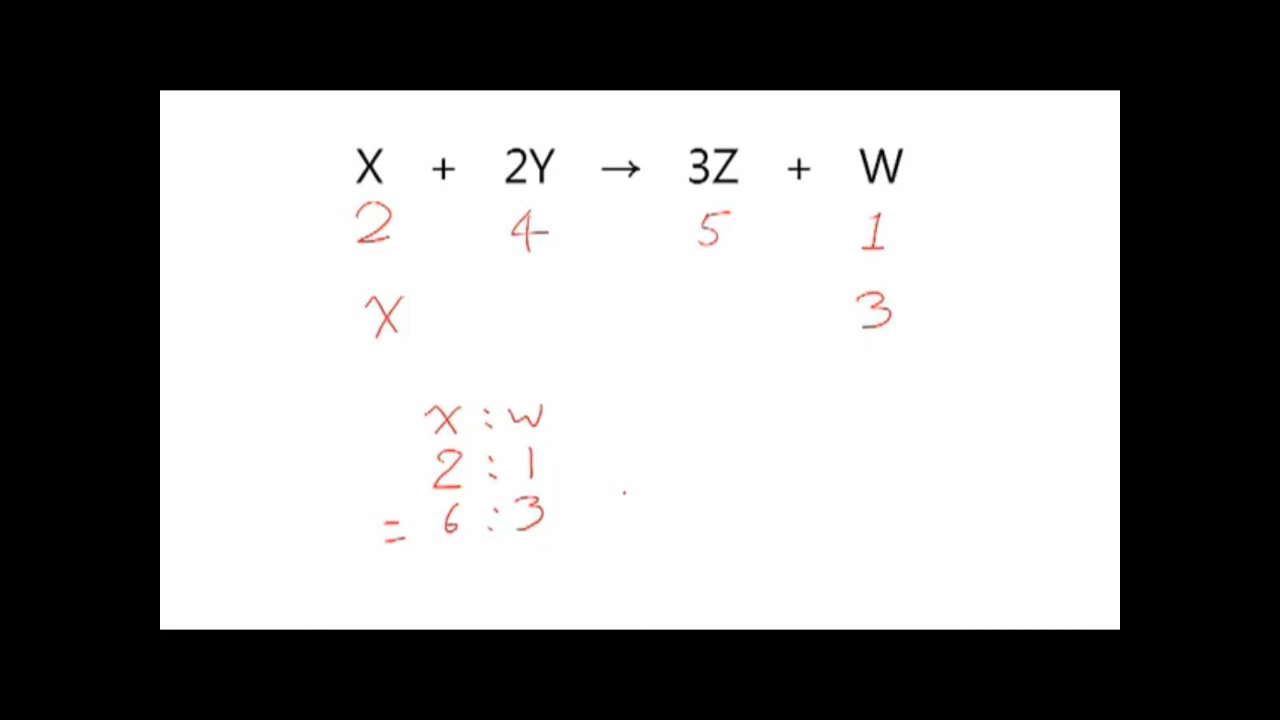 X + 2Y → 3Z + W
2 4 5 1
x 3
x : w
2 : 1
= 6 : 3